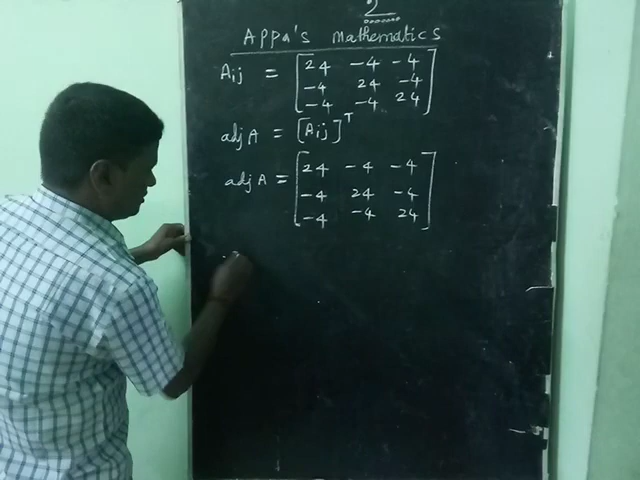 2
Appa's Mathematics
Aij = [24 -4 -4
-4 24 -4
-4 -4 24]
adj A = [Aij]^T
adj A = [24 -4 -4
-4 24 -4
-4 -4 24]